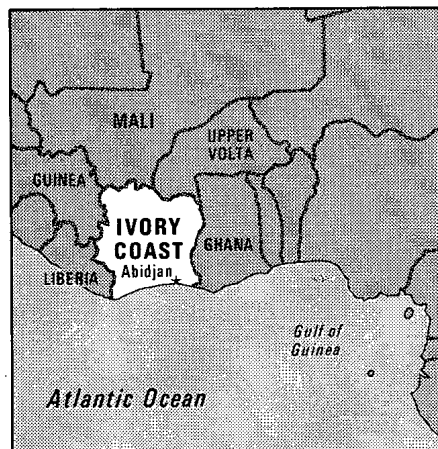 MALI
UPPER
VOLTA
GUINEA
IVORY
COAST
GHANA
Abidjan
LIBERIA
Gulf of
Guinea
Atlantic Ocean